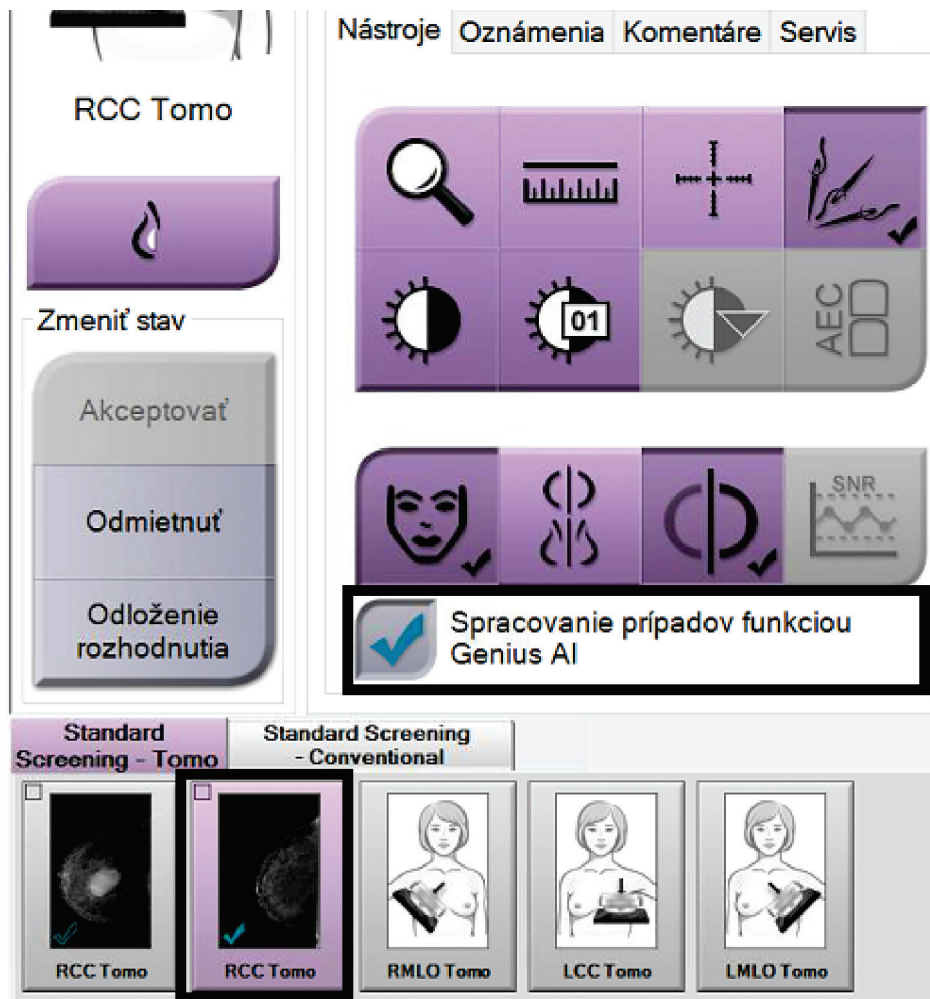 RCC Tomo
Zmeniť stav
Akceptovať
Odmietnuť
Odloženie
rozhodnutia
Nástroje Oznámenia Komentáre Servis
01
AEC
SNR
Spracovanie prípadov funkciou
Genius AI
Standard
Screening - Tomo
Standard Screening
- Conventional
RCC Tomo
RCC Tomo
RMLO Tomo
LCC Tomo
LMLO Tomo